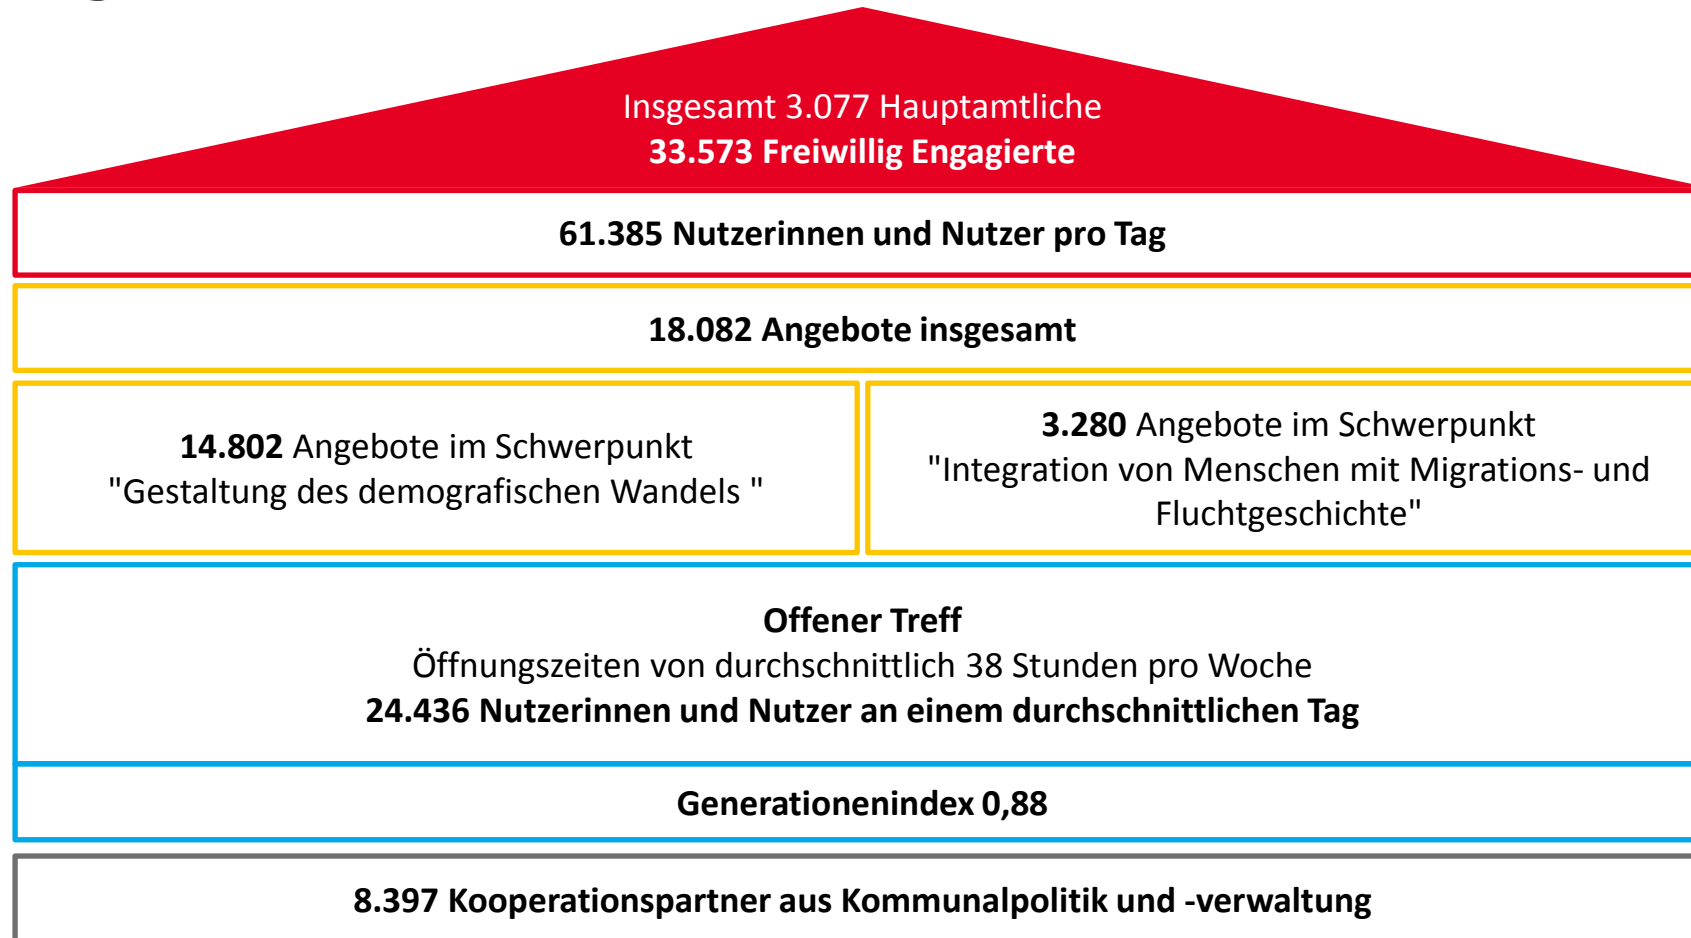 Insgesamt 3.077 Hauptamtliche
33.573 Freiwillig Engagierte
61.385 Nutzerinnen und Nutzer pro Tag
18.082 Angebote insgesamt
14.802 Angebote im Schwerpunkt
"Gestaltung des demografischen Wandels "
3.280 Angebote im Schwerpunkt
"Integration von Menschen mit Migrations- und
Fluchtgeschichte"
Offener Treff
Öffnungszeiten von durchschnittlich 38 Stunden pro Woche
24.436 Nutzerinnen und Nutzer an einem durchschnittlichen Tag
Generationenindex 0,88
8.397 Kooperationspartner aus Kommunalpolitik und -verwaltung